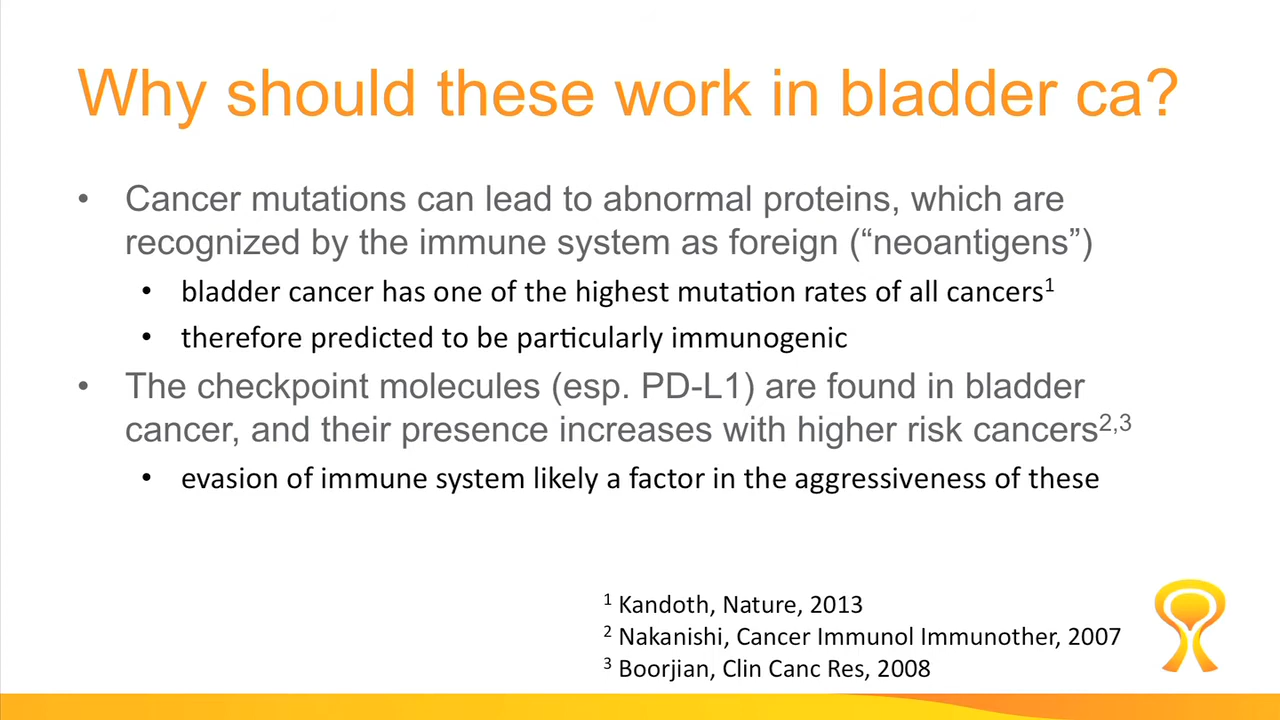 Why should these work in bladder ca?
• Cancer mutations can lead to abnormal proteins, which are
recognized by the immune system as foreign (“neoantigens”)
• bladder cancer has one of the highest mutation rates of all cancers¹
• therefore predicted to be particularly immunogenic
• The checkpoint molecules (esp. PD-L1) are found in bladder
cancer, and their presence increases with higher risk cancers²,³
• evasion of immune system likely a factor in the aggressiveness of these
¹ Kandoth, Nature, 2013
² Nakanishi, Cancer Immunol Immunother, 2007
³ Boorjian, Clin Canc Res, 2008